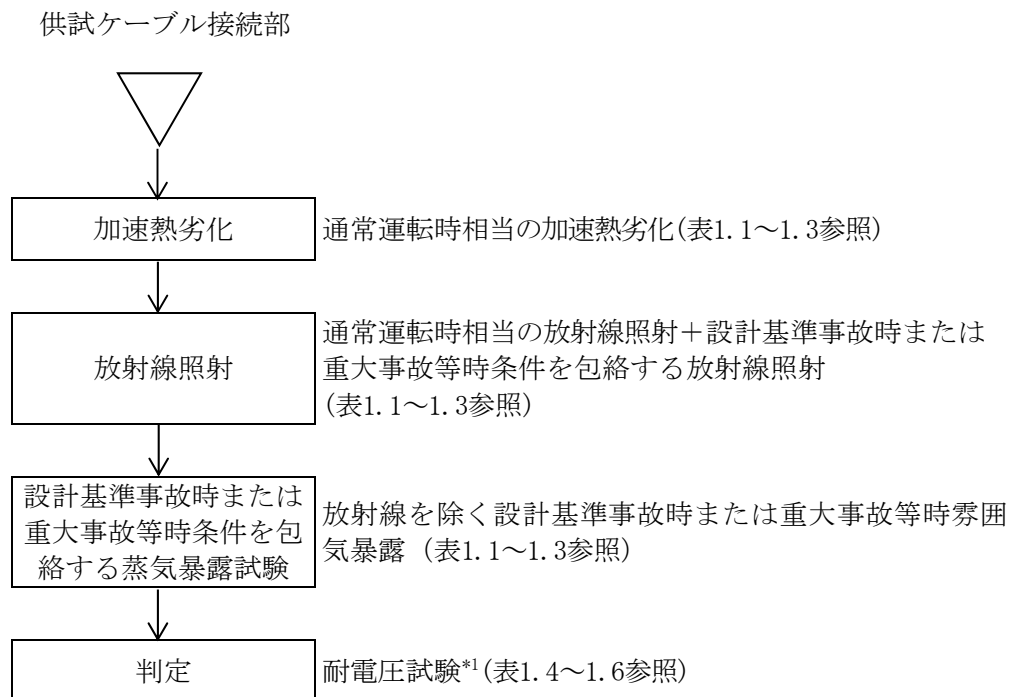 供試ケーブル接続部
加速熱劣化
通常運転時相当の加速熱劣化(表1.1～1.3参照)
放射線照射
通常運転時相当の放射線照射＋設計基準事故時または
重大事故等時条件を包絡する放射線照射
(表1.1～1.3参照)
設計基準事故時または
重大事故等時条件を包
絡する蒸気暴露試験
放射線を除く設計基準事故時または重大事故等時雰囲
気暴露 (表1.1～1.3参照)
判定
耐電圧試験*1(表1.4～1.6参照)